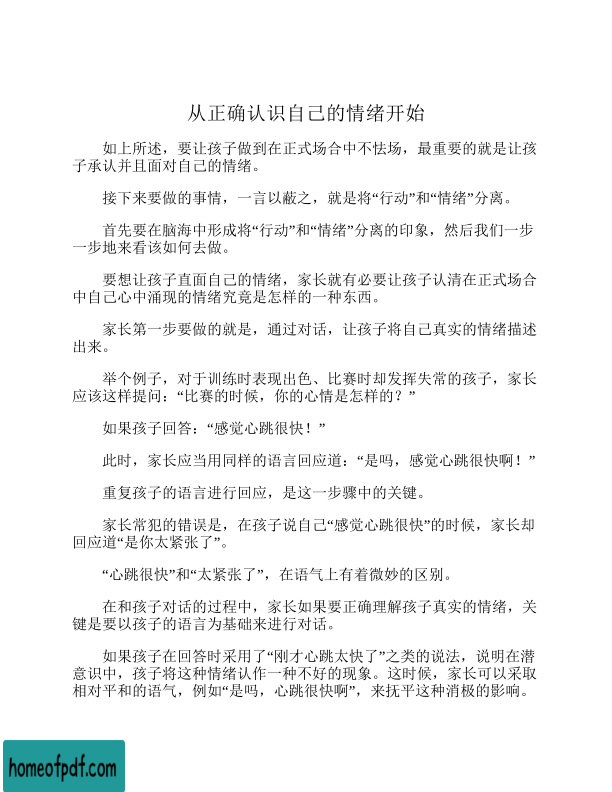 从正确认识自己的情绪开始
如上所述，要让孩子做到在正式场合中不怯场，最重要的就是让孩
子承认并且面对自己的情绪。
接下来要做的事情，一言以蔽之，就是将“行动”和“情绪”分离。
首先要在脑海中形成将“行动”和“情绪”分离的印象，然后我们一步
一步地来看该如何去做。
要想让孩子直面自己的情绪，家长就有必要让孩子认清在正式场合
中自己心中涌现的情绪究竟是怎样的一种东西。
家长第一步要做的就是，通过对话，让孩子将自己真实的情绪描述
出来。
举个例子，对于训练时表现出色、比赛时却发挥失常的孩子，家长
应该这样提问：“比赛的时候，你的心情是怎样的？”
如果孩子回答：“感觉心跳很快！”
此时，家长应当用同样的语言回应道：“是吗，感觉心跳很快啊！”
重复孩子的语言进行回应，是这一步骤中的关键。
家长常犯的错误是，在孩子说自己“感觉心跳很快”的时候，家长却
回应道“是你太紧张了”。
“心跳很快”和“太紧张了”，在语气上有着微妙的区别。
在和孩子对话的过程中，家长如果要正确理解孩子真实的情绪，关
键是要以孩子的语言为基础来进行对话。
如果孩子在回答时采用了“刚才心跳太快了”之类的说法，说明在潜
意识中，孩子将这种情绪认作一种不好的现象。这时候，家长可以采取
相对平和的语气，例如“是吗，心跳很快啊”，来抚平这种消极的影响。
homeofpdf.com